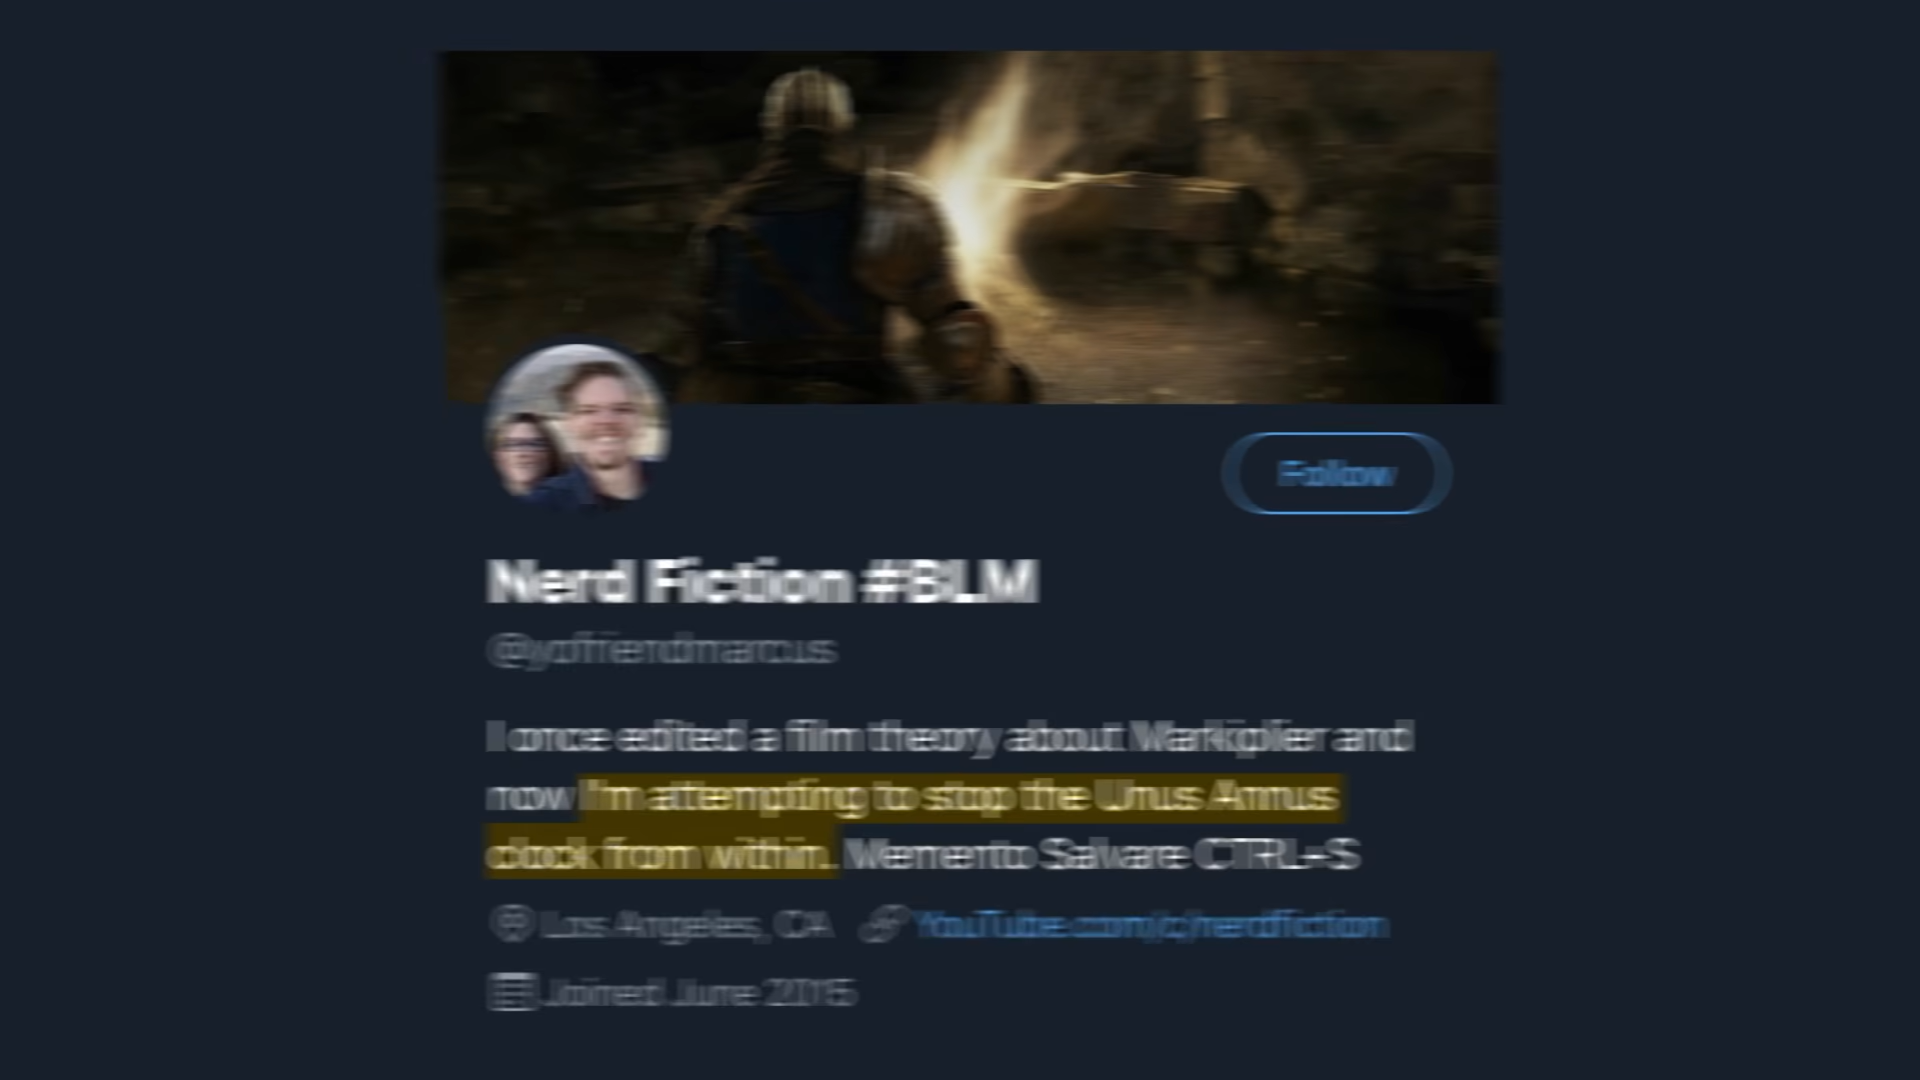 Follow
Nerd Fiction #BLM
@yofriendmarcus
I once edited a film theory about Markiplier and
now I'm attempting to stop the Unus Annus
clock from within.. Memento Salvare CTRL+S
Los Angeles, CA YouTube.com/c/nerdfiction
Joined June 2015